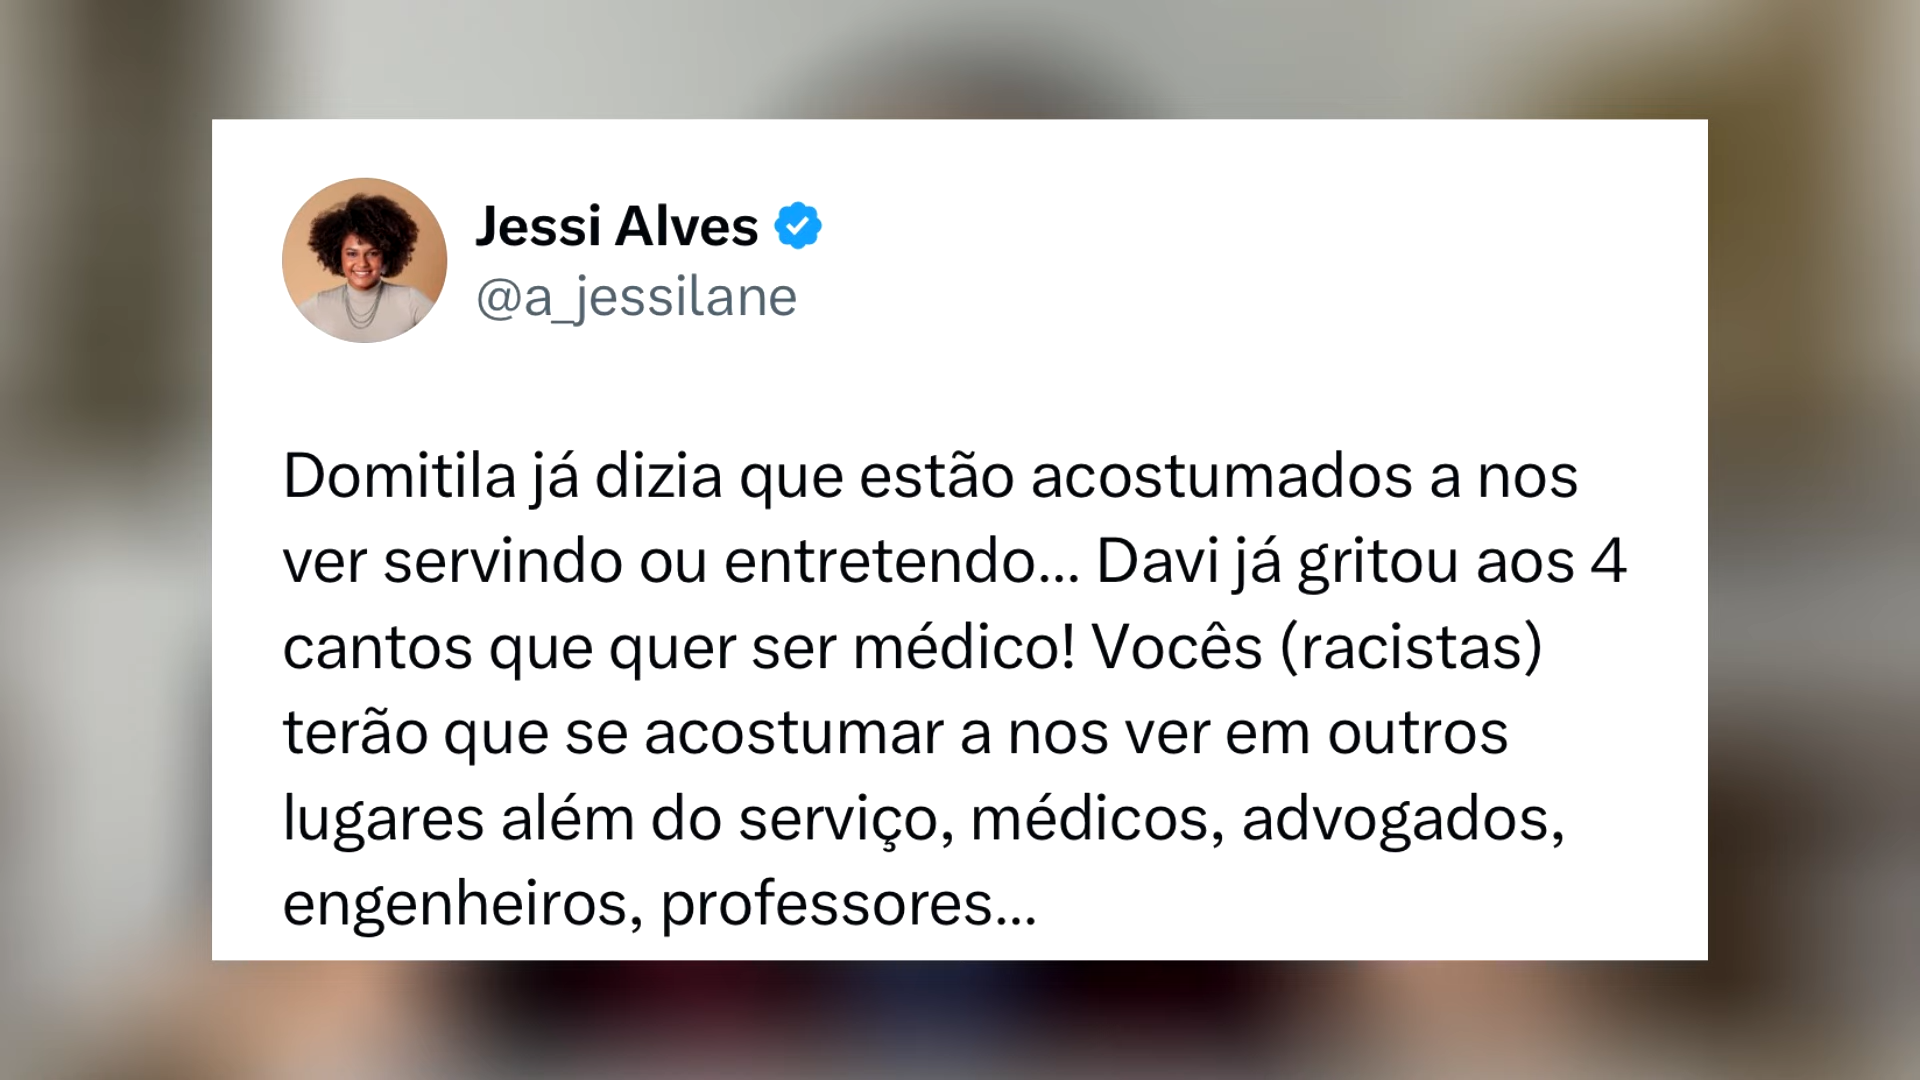 Jessi Alves
@a_jessilane
Domitila já dizia que estão acostumados a nos
ver servindo ou entretendo... Davi já gritou aos 4
cantos que quer ser médico! Vocês (racistas)
terão que se acostumar a nos ver em outros
lugares além do serviço, médicos, advogados,
engenheiros, professores...